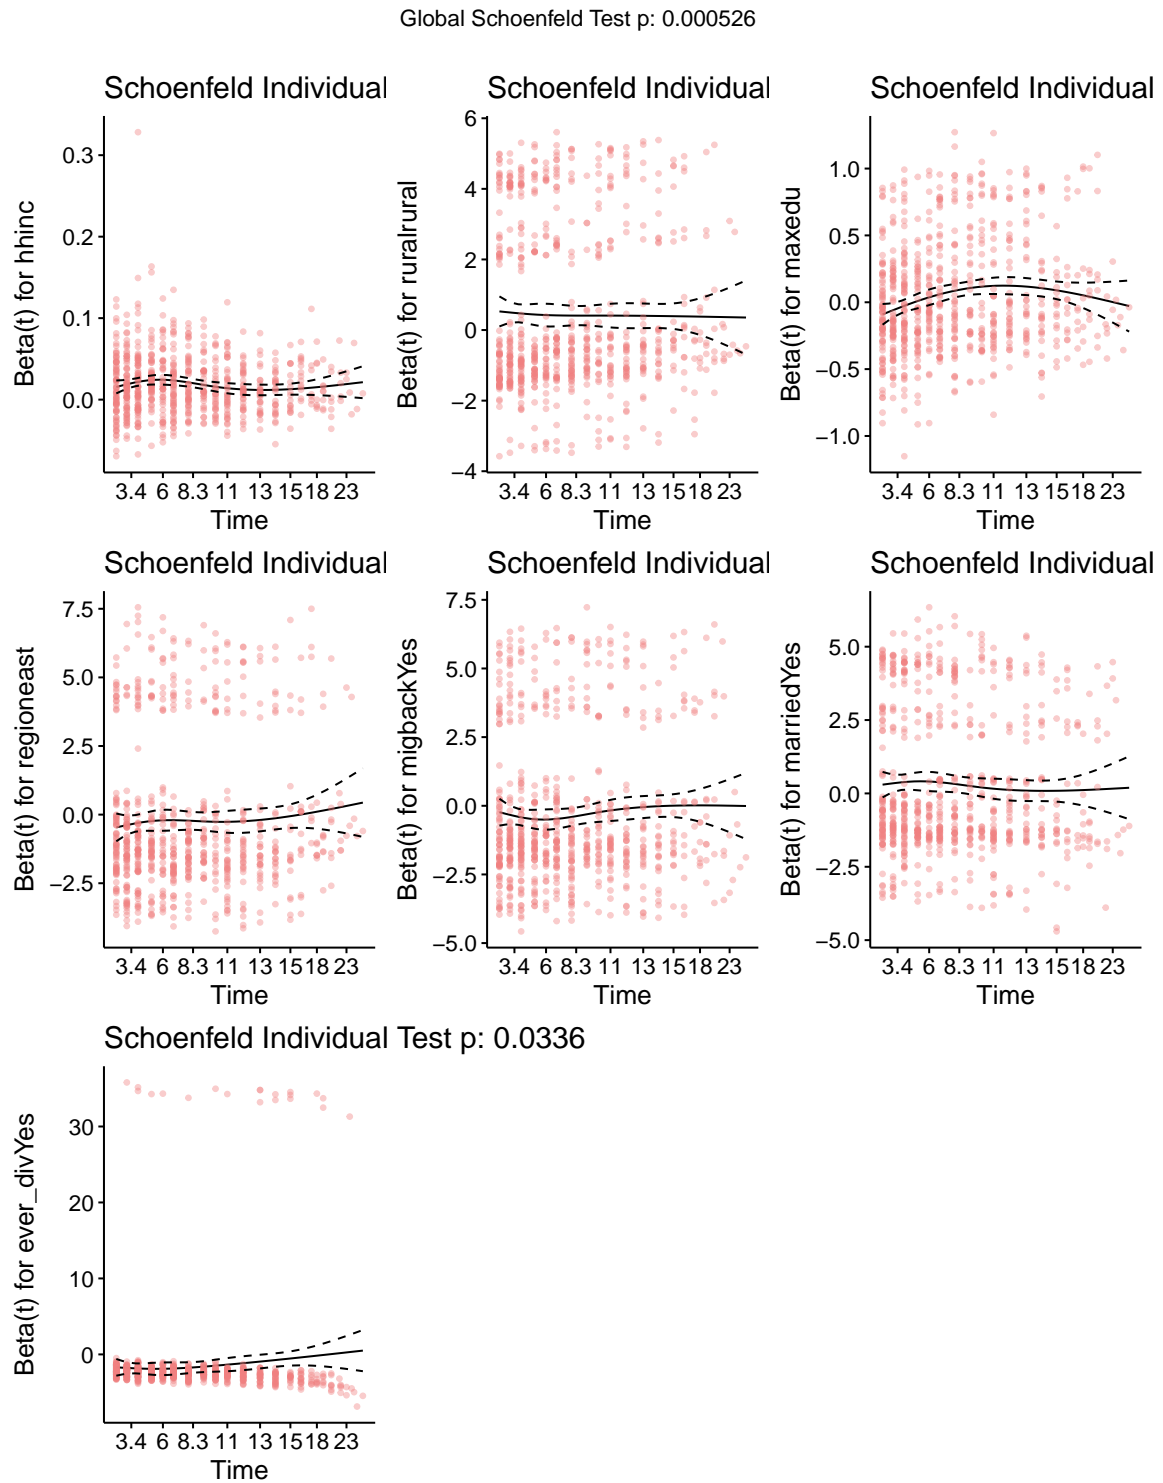 Global Schoenfeld Test p: 0.000526
Schoenfeld Individual
Beta(t) for hhinc
0.3
0.2
0.1
0.0
3.4 6 8.3 11 13 15 18 23
Time
Schoenfeld Individual
Beta(t) for ruralrural
6
4
2
0
−2
−4
3.4 6 8.3 11 13 15 18 23
Time
Schoenfeld Individual
Beta(t) for maxedu
1.0
0.5
0.0
−0.5
−1.0
3.4 6 8.3 11 13 15 18 23
Time
Schoenfeld Individual
Beta(t) for regioneast
7.5
5.0
2.5
0.0
−2.5
3.4 6 8.3 11 13 15 18 23
Time
Schoenfeld Individual
Beta(t) for migbackYes
7.5
5.0
2.5
0.0
−2.5
−5.0
3.4 6 8.3 11 13 15 18 23
Time
Schoenfeld Individual
Beta(t) for marriedYes
5.0
2.5
0.0
−2.5
−5.0
3.4 6 8.3 11 13 15 18 23
Time
Schoenfeld Individual Test p: 0.0336
Beta(t) for ever_divYes
30
20
10
0
3.4 6 8.3 11 13 15 18 23
Time